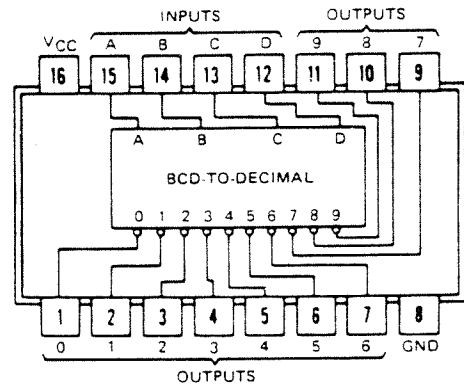 INPUTS OUTPUTS
VCC A B C D 9 8 7
16 15 14 13 12 11 10 9
A B C D
BCD-TO-DECIMAL
0 1 2 3 4 5 6 7 8 9
1 2 3 4 5 6 7 8
0 1 2 3 4 5 6 GND
OUTPUTS